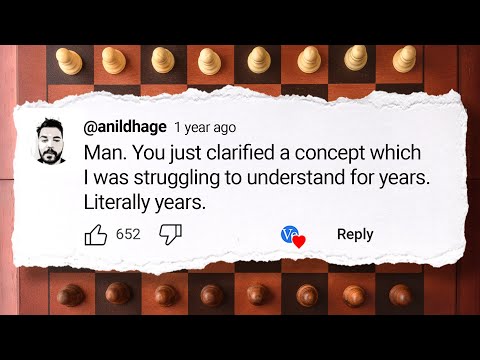 @anildhage 1 year ago
Man. You just clarified a concept which
I was struggling to understand for years.
Literally years.
652
Reply